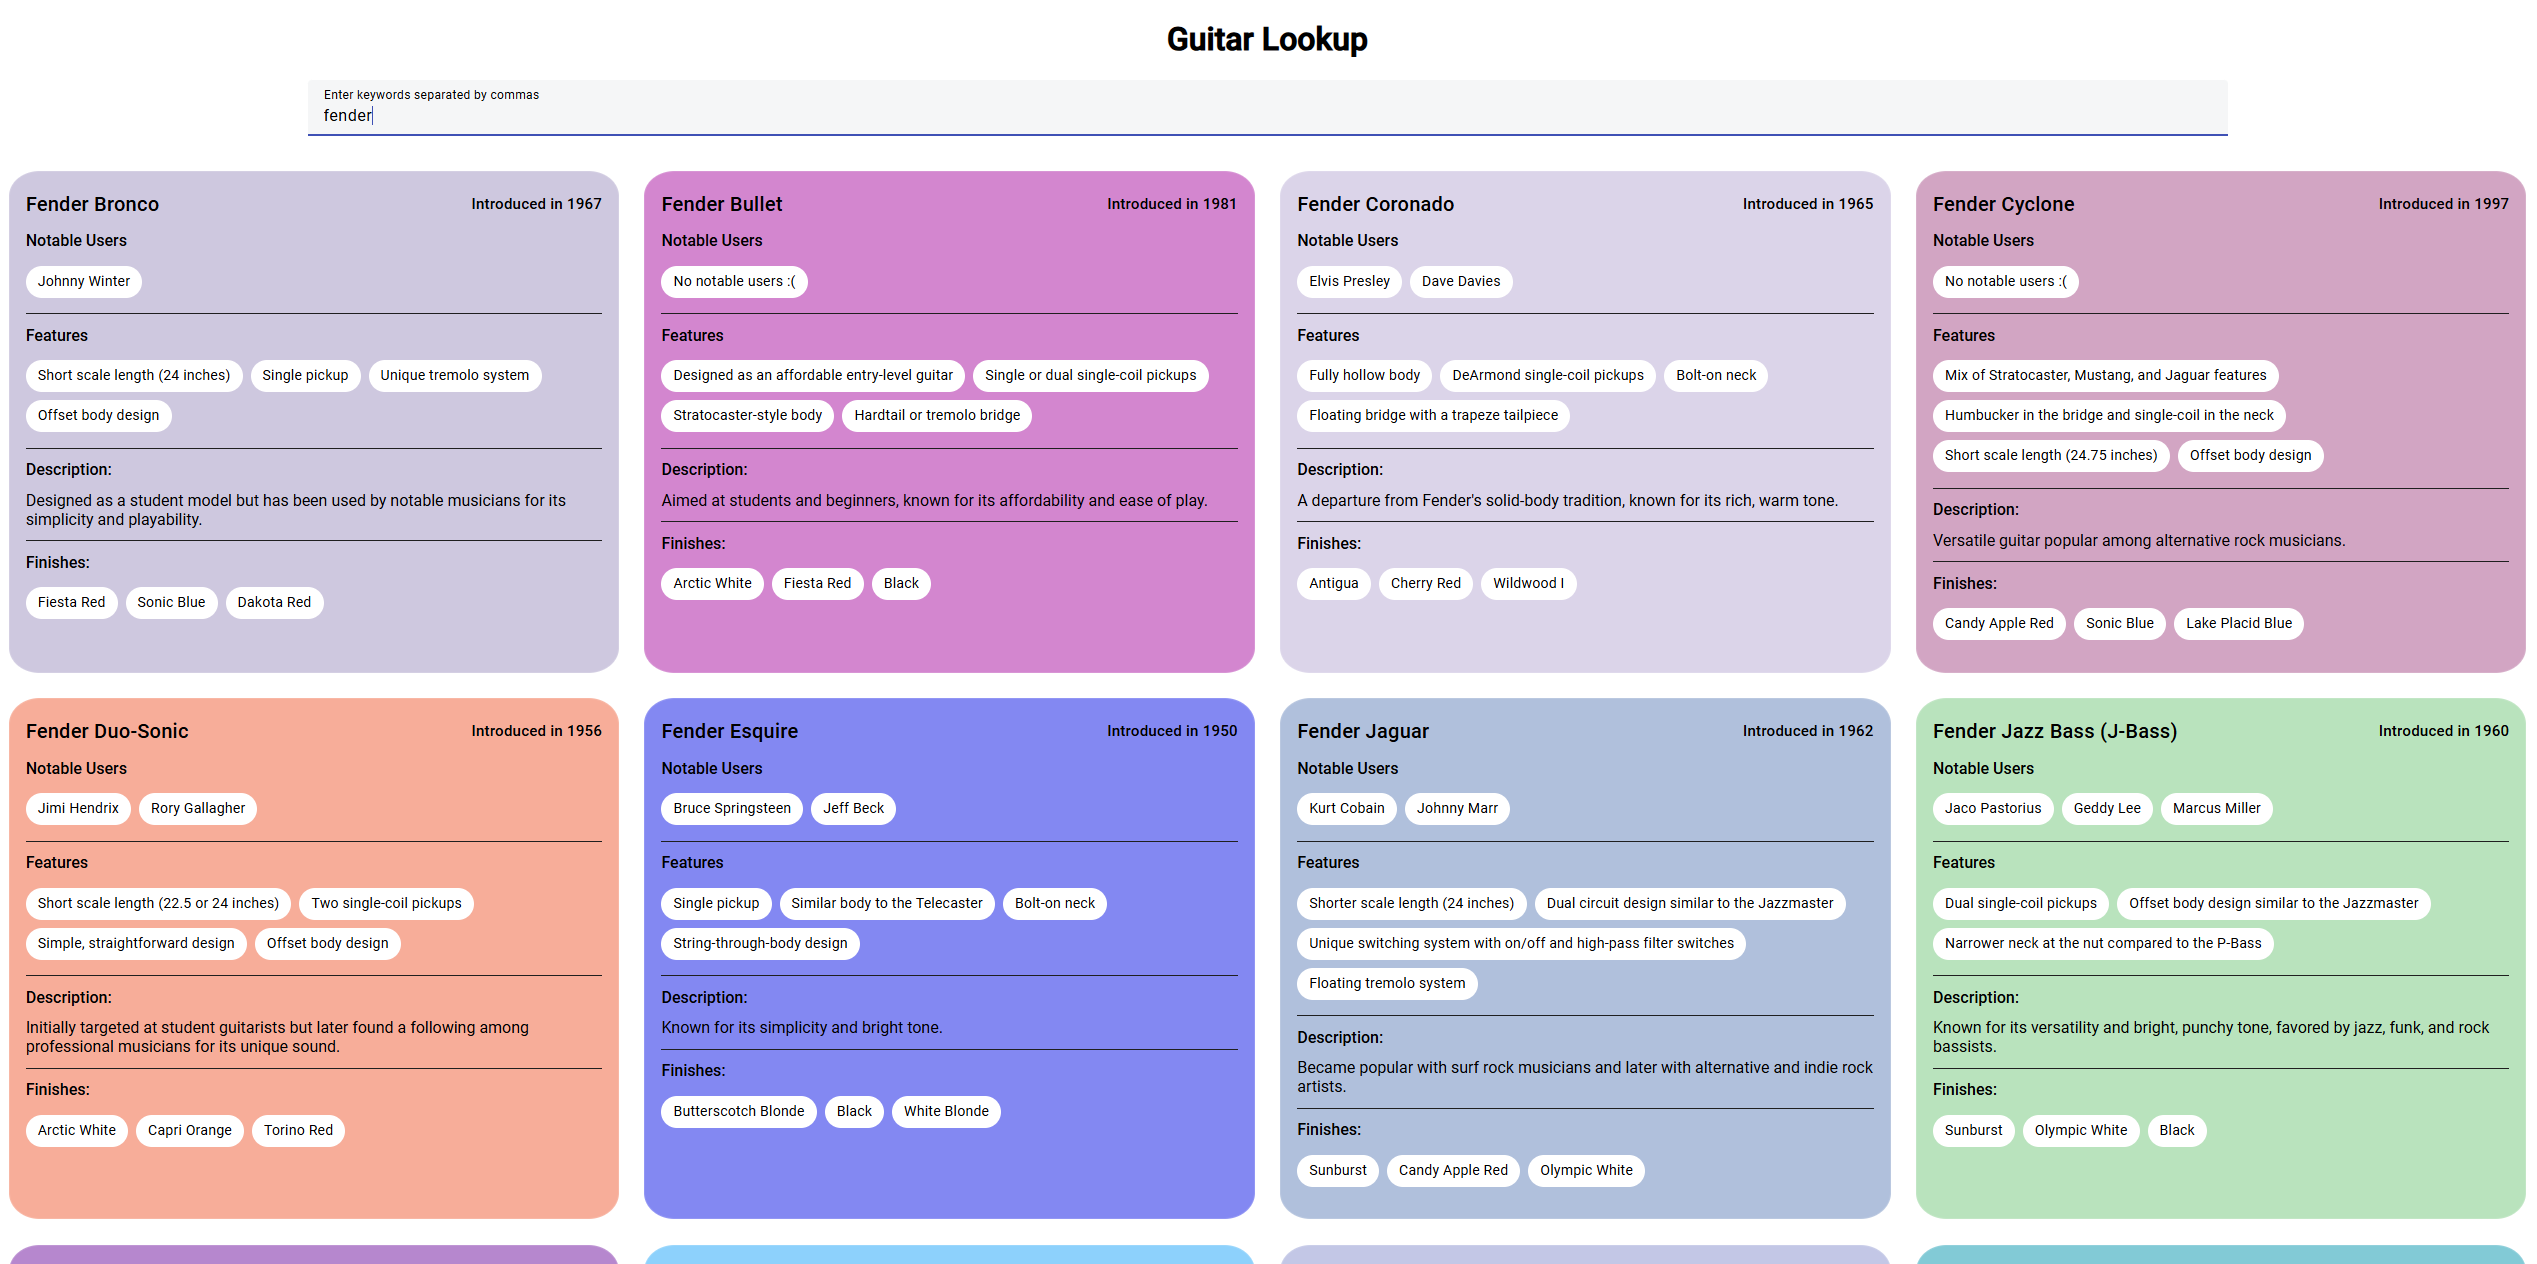 Guitar Lookup
Enter keywords separated by commas
fender
Fender Bronco Introduced in 1967
Notable Users
Johnny Winter
Features
Short scale length (24 inches) Single pickup Unique tremolo system
Offset body design
Description:
Designed as a student model but has been used by notable musicians for its
simplicity and playability.
Finishes:
Fiesta Red Sonic Blue Dakota Red
Fender Bullet Introduced in 1981
Notable Users
No notable users :(
Features
Designed as an affordable entry-level guitar Single or dual single-coil pickups
Stratocaster-style body Hardtail or tremolo bridge
Description:
Aimed at students and beginners, known for its affordability and ease of play.
Finishes:
Arctic White Fiesta Red Black
Fender Coronado Introduced in 1965
Notable Users
Elvis Presley Dave Davies
Features
Fully hollow body DeArmond single-coil pickups Bolt-on neck
Floating bridge with a trapeze tailpiece
Description:
A departure from Fender's solid-body tradition, known for its rich, warm tone.
Finishes:
Antigua Cherry Red Wildwood I
Fender Cyclone Introduced in 1997
Notable Users
No notable users :(
Features
Mix of Stratocaster, Mustang, and Jaguar features
Humbucker in the bridge and single-coil in the neck
Short scale length (24.75 inches) Offset body design
Description:
Versatile guitar popular among alternative rock musicians.
Finishes:
Candy Apple Red Sonic Blue Lake Placid Blue
Fender Duo-Sonic Introduced in 1956
Notable Users
Jimi Hendrix Rory Gallagher
Features
Short scale length (22.5 or 24 inches) Two single-coil pickups
Simple, straightforward design Offset body design
Description:
Initially targeted at student guitarists but later found a following among
professional musicians for its unique sound.
Finishes:
Arctic White Capri Orange Torino Red
Fender Esquire Introduced in 1950
Notable Users
Bruce Springsteen Jeff Beck
Features
Single pickup Similar body to the Telecaster Bolt-on neck
String-through-body design
Description:
Known for its simplicity and bright tone.
Finishes:
Butterscotch Blonde Black White Blonde
Fender Jaguar Introduced in 1962
Notable Users
Kurt Cobain Johnny Marr
Features
Shorter scale length (24 inches) Dual circuit design similar to the Jazzmaster
Unique switching system with on/off and high-pass filter switches
Floating tremolo system
Description:
Became popular with surf rock musicians and later with alternative and indie rock
artists.
Finishes:
Sunburst Candy Apple Red Olympic White
Fender Jazz Bass (J-Bass) Introduced in 1960
Notable Users
Jaco Pastorius Geddy Lee Marcus Miller
Features
Dual single-coil pickups Offset body design similar to the Jazzmaster
Narrower neck at the nut compared to the P-Bass
Description:
Known for its versatility and bright, punchy tone, favored by jazz, funk, and rock
bassists.
Finishes:
Sunburst Olympic White Black